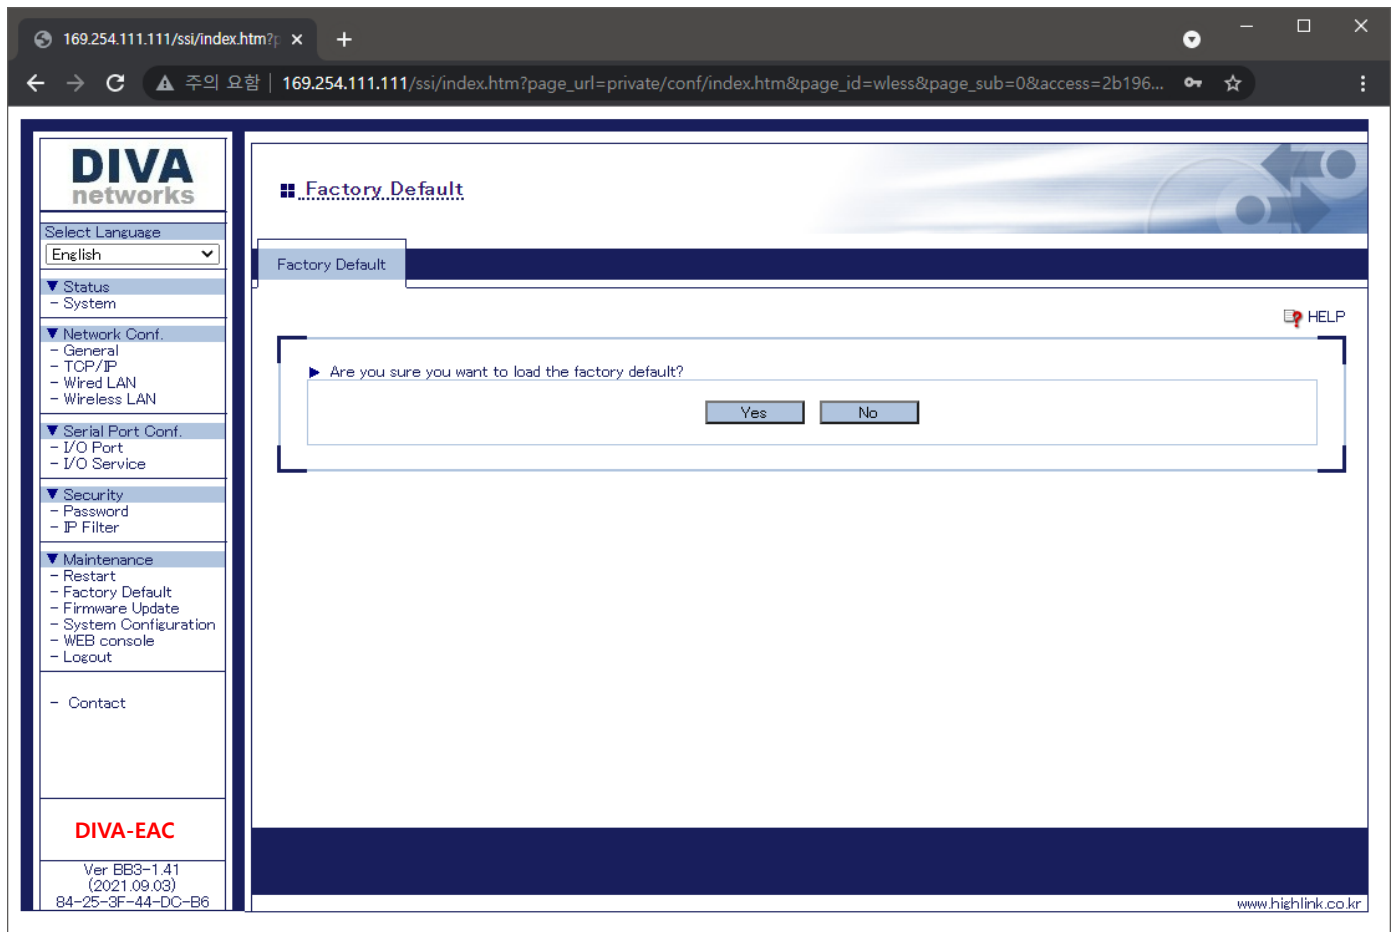 169.254.111.111/ssi/index.htm?p
주의 요함 | 169.254.111.111/ssi/index.htm?page_url=private/conf/index.htm&page_id=wless&page_sub=0&access=2b196...
DIVA
networks
Select Language
English
▼ Status
- System
▼ Network Conf.
- General
- TCP/IP
- Wired LAN
- Wireless LAN
▼ Serial Port Conf.
- I/O Port
- I/O Service
▼ Security
- Password
- IP Filter
▼ Maintenance
- Restart
- Factory Default
- Firmware Update
- System Configuration
- WEB console
- Logout
- Contact
DIVA-EAC
Ver BB3-1.41
(2021.09.03)
84-25-3F-44-DC-B6
Factory Default
Factory Default
HELP
Are you sure you want to load the factory default?
Yes No
www.highlink.co.kr